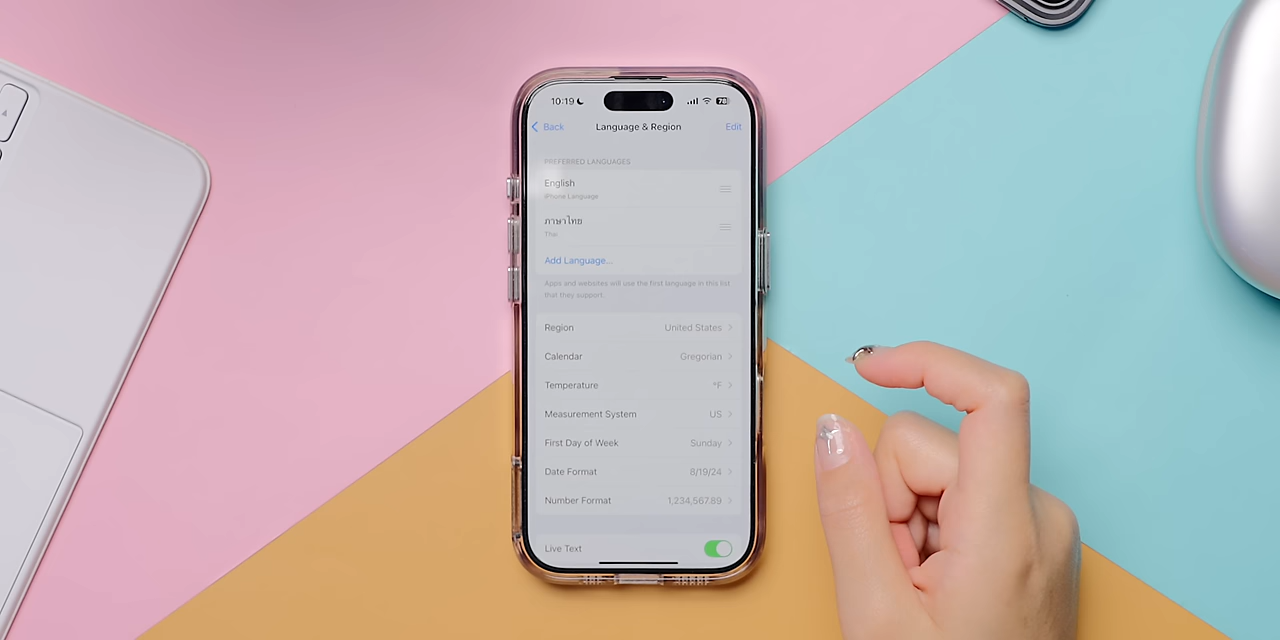 10:19
78
Back
Language & Region
Edit
PREFERRED LANGUAGES
English
iPhone Language
ภาษาไทย
Thai
Add Language...
Apps and websites will use the first language in this list
that they support.
Region United States
Calendar Gregorian
Temperature °F
Measurement System US
First Day of Week Sunday
Date Format 8/19/24
Number Format 1,234,567.89
Live Text